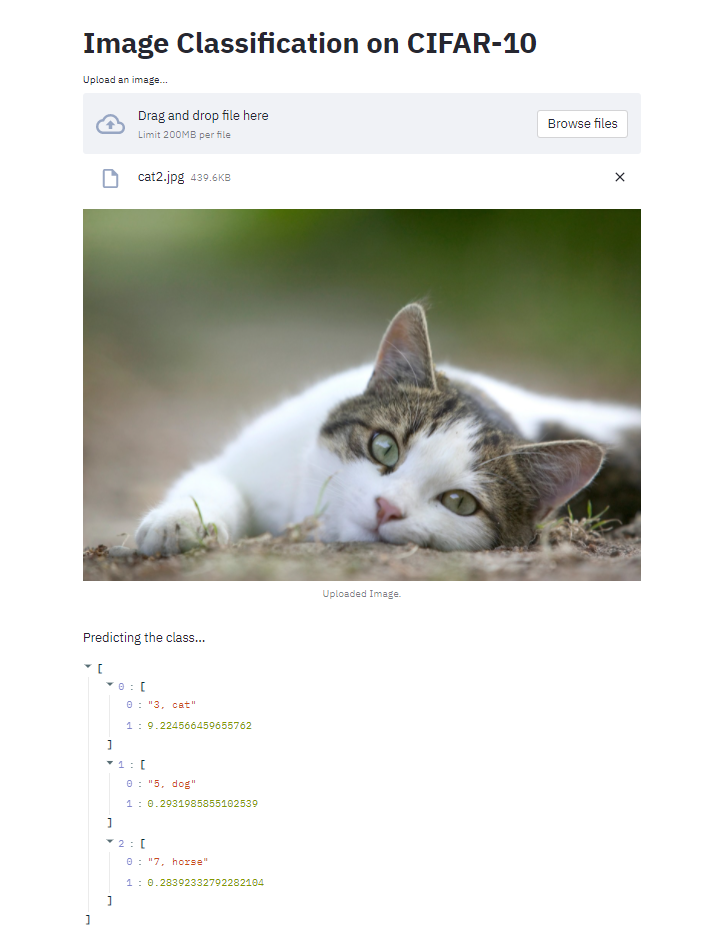 Image Classification on CIFAR-10
Upload an image...
Drag and drop file here
Limit 200MB per file
Browse files
cat2.jpg 439.6KB
Uploaded Image.
Predicting the class...
[
0 : [
0 : "3, cat"
1 : 9.224566459655762
]
1 : [
0 : "5, dog"
1 : 0.2931985855102539
]
2 : [
0 : "7, horse"
1 : 0.28392332792282104
]
]